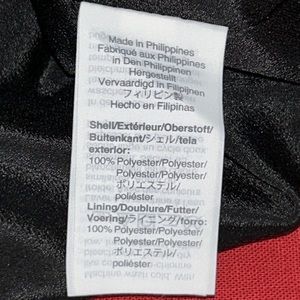 Made in Philippines
Fabriqué aux Philippines
in Den Philippinen
Hergestellt
Vervaardigd in Filipijnen
フィリピン製
Hecho en Filipinas
Shell/Extérieur/Oberstoff/
Buitenkant/シェル/tela
exterior:
100% Polyester/Polyester/
Polyester/Polyester/
ポリエステル/
poliéster
Lining/Doublure/Futter/
Voering/ライニング/forro:
100% Polyester/Polyester/
Polyester/Polyester/
ポリエステル/
poliéster